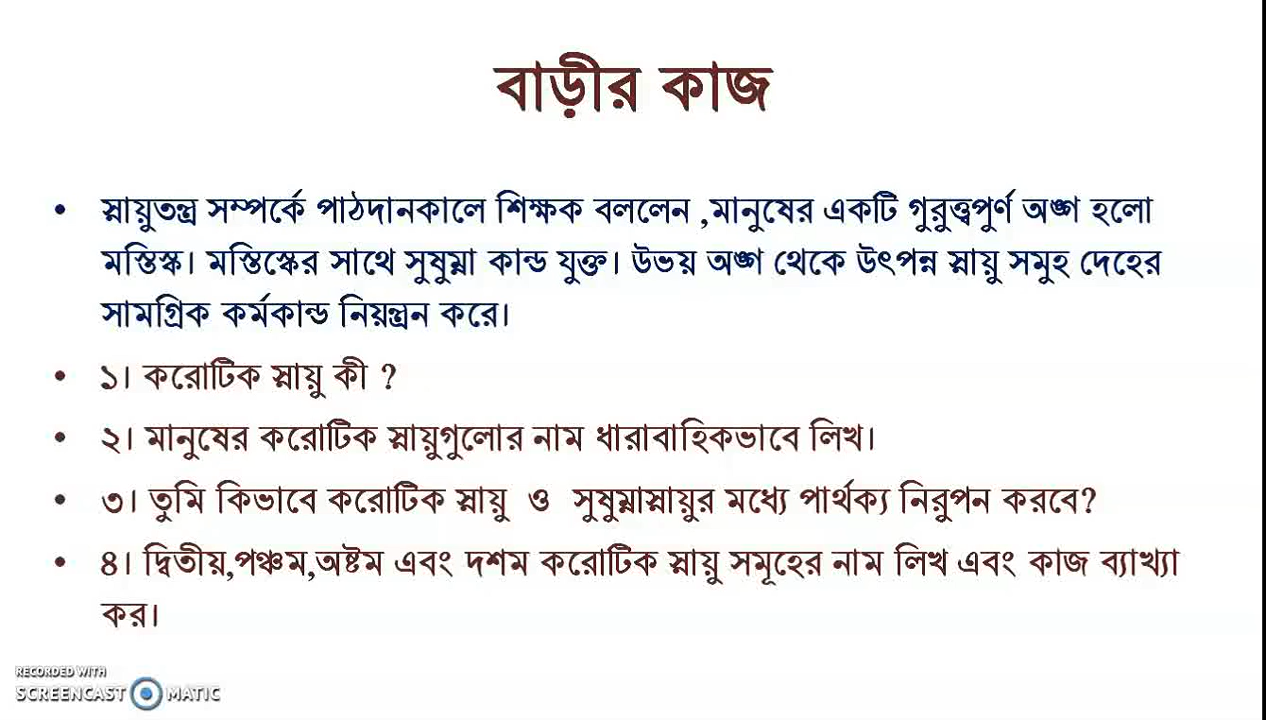 বাড়ীর কাজ
• স্নায়ুতন্ত্র সম্পর্কে পাঠদানকালে শিক্ষক বললেন ,মানুষের একটি গুরুত্ত্বপুর্ণ অঙ্গ হলো
মস্তিস্ক। মস্তিস্কের সাথে সুষুম্না কান্ড যুক্ত। উভয় অঙ্গ থেকে উৎপন্ন স্নায়ু সমুহ দেহের
সামগ্রিক কর্মকান্ড নিয়ন্ত্রন করে।
• ১। করোটিক স্নায়ু কী ?
• ২। মানুষের করোটিক স্নায়ুগুলোর নাম ধারাবাহিকভাবে লিখ।
• ৩। তুমি কিভাবে করোটিক স্নায়ু ও সুষুম্নাস্নায়ুর মধ্যে পার্থক্য নিরুপন করবে?
• ৪। দ্বিতীয়,পঞ্চম,অষ্টম এবং দশম করোটিক স্নায়ু সমূহের নাম লিখ এবং কাজ ব্যাখ্যা
কর।
RECORDED WITH
SCREENCAST MATIC